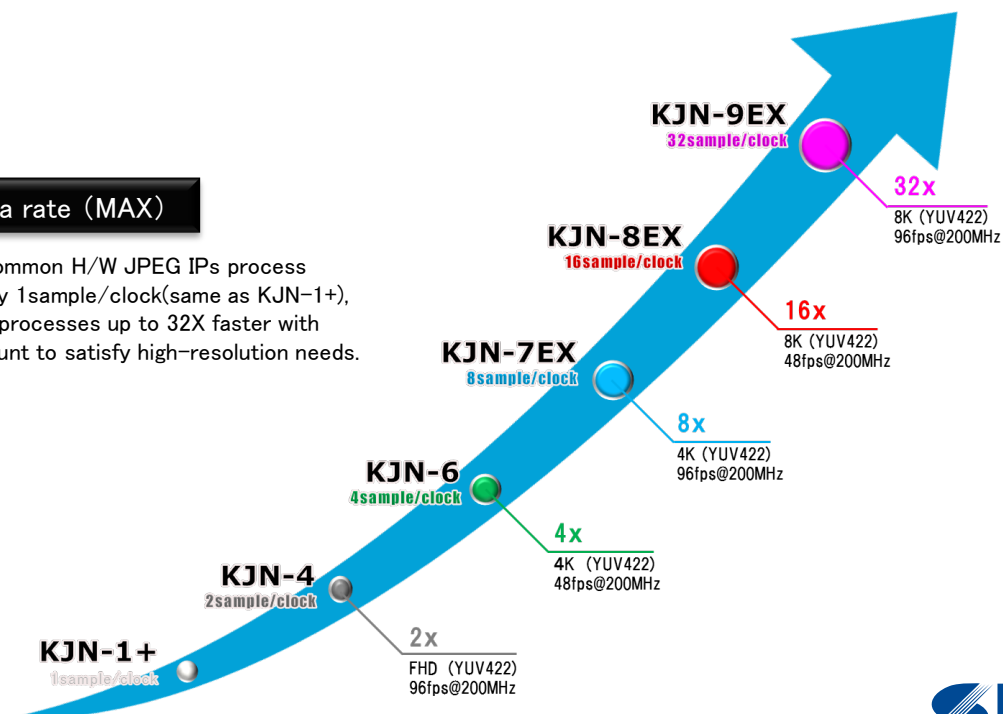 KJN-9EX
32sample/clock
32x
8K (YUV422)
96fps@200MHz
a rate (MAX)
KJN-8EX
16sample/clock
ommon H/W JPEG IPs process
y 1sample/clock(same as KJN-1+),
processes up to 32X faster with
unt to satisfy high-resolution needs.
16x
8K (YUV422)
48fps@200MHz
KJN-7EX
8sample/clock
8x
4K (YUV422)
96fps@200MHz
KJN-6
4sample/clock
4x
4K (YUV422)
48fps@200MHz
KJN-4
2sample/clock
2x
FHD (YUV422)
96fps@200MHz
KJN-1+
1sample/clock